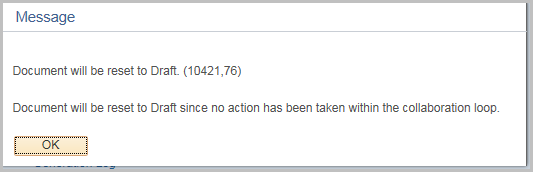 Message
Document will be reset to Draft. (10421,76)
Document will be reset to Draft since no action has been taken within the collaboration loop.
OK